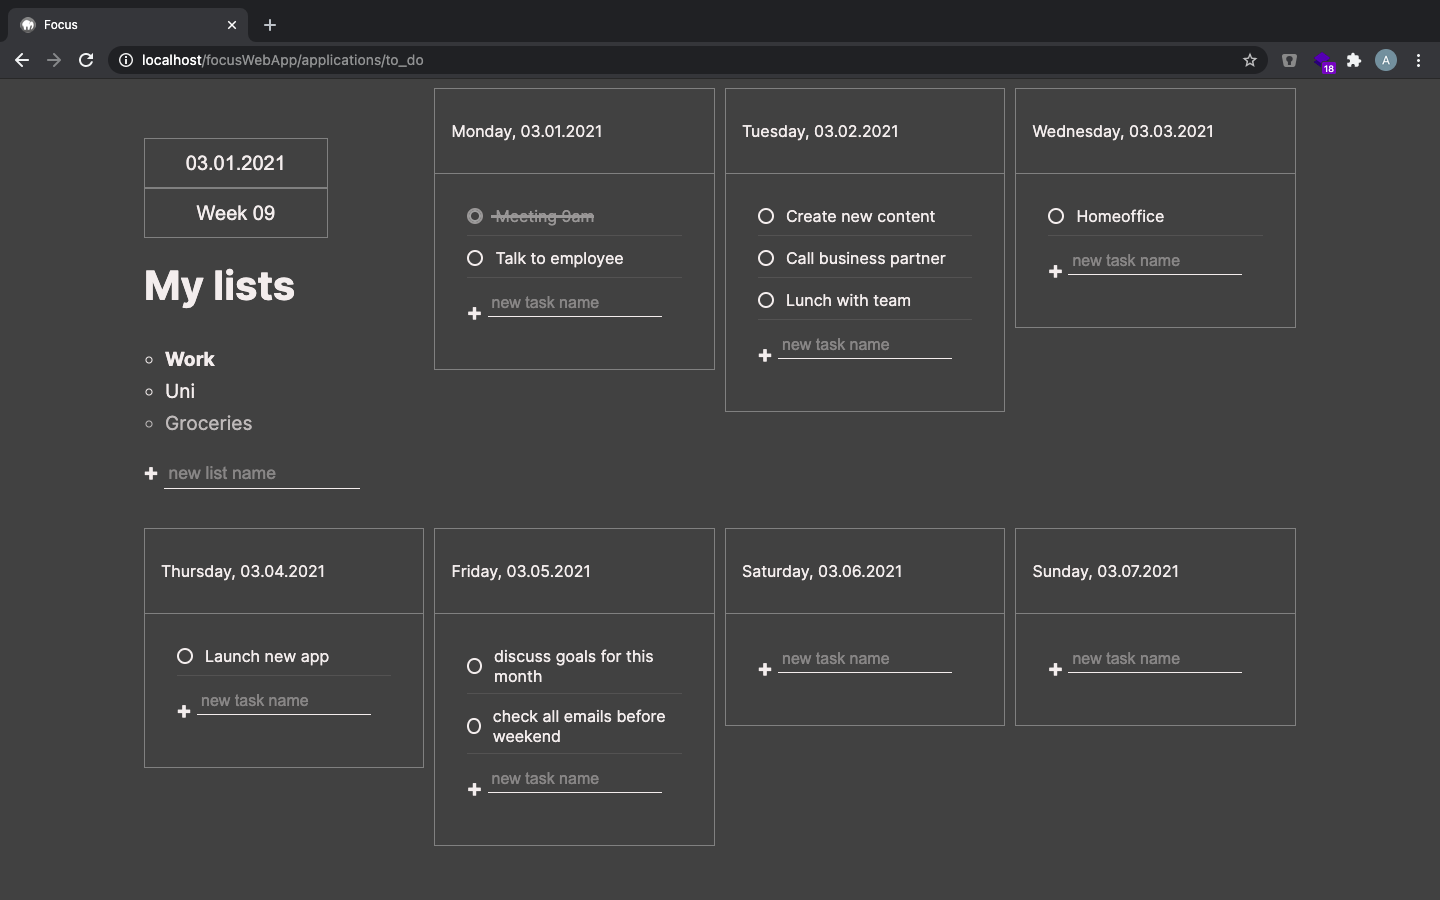 Focus
localhost/focusWebApp/applications/to_do
18
A
03.01.2021
Week 09
My lists
Work
Uni
Groceries
new list name
Monday, 03.01.2021
Meeting 9am
Talk to employee
new task name
Tuesday, 03.02.2021
Create new content
Call business partner
Lunch with team
new task name
Wednesday, 03.03.2021
Homeoffice
new task name
Thursday, 03.04.2021
Launch new app
new task name
Friday, 03.05.2021
discuss goals for this
month
check all emails before
weekend
new task name
Saturday, 03.06.2021
new task name
Sunday, 03.07.2021
new task name